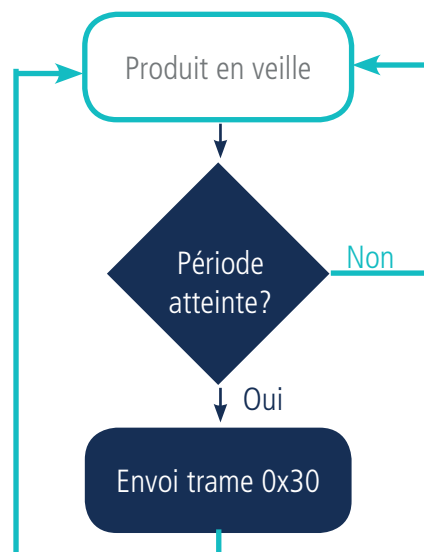 Produit en veille
Période
atteinte?
Non
Oui
Envoi trame 0x30